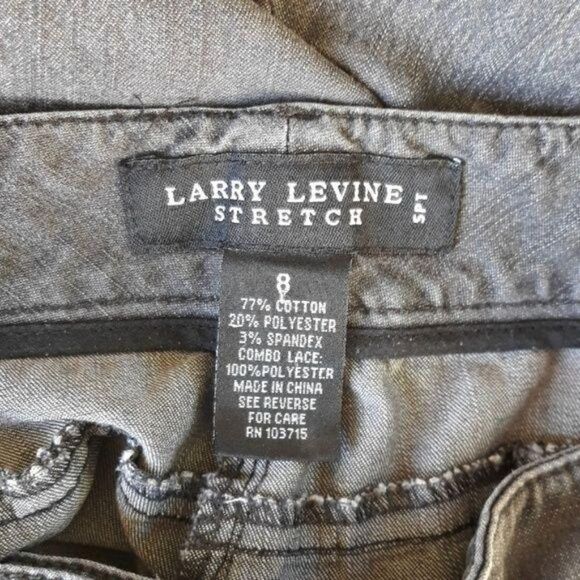 LARRY LEVINE SPT
STRETCH
8
Y
77% COTTON
20% POLYESTER
3% SPANDEX
COMBO LACE:
100%POLYESTER
MADE IN CHINA
SEE REVERSE
FOR CARE
RN 103715